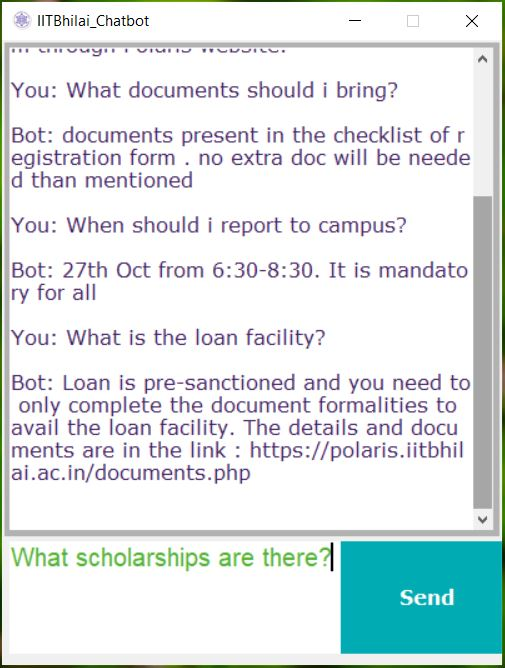 IITBhilai_Chatbot
through Polaris website.
You: What documents should i bring?
Bot: documents present in the checklist of r
egistration form . no extra doc will be neede
d than mentioned
You: When should i report to campus?
Bot: 27th Oct from 6:30-8:30. It is mandato
ry for all
You: What is the loan facility?
Bot: Loan is pre-sanctioned and you need to
only complete the document formalities to
avail the loan facility. The details and docu
ments are in the link : https://polaris.iitbhil
ai.ac.in/documents.php
What scholarships are there?
Send